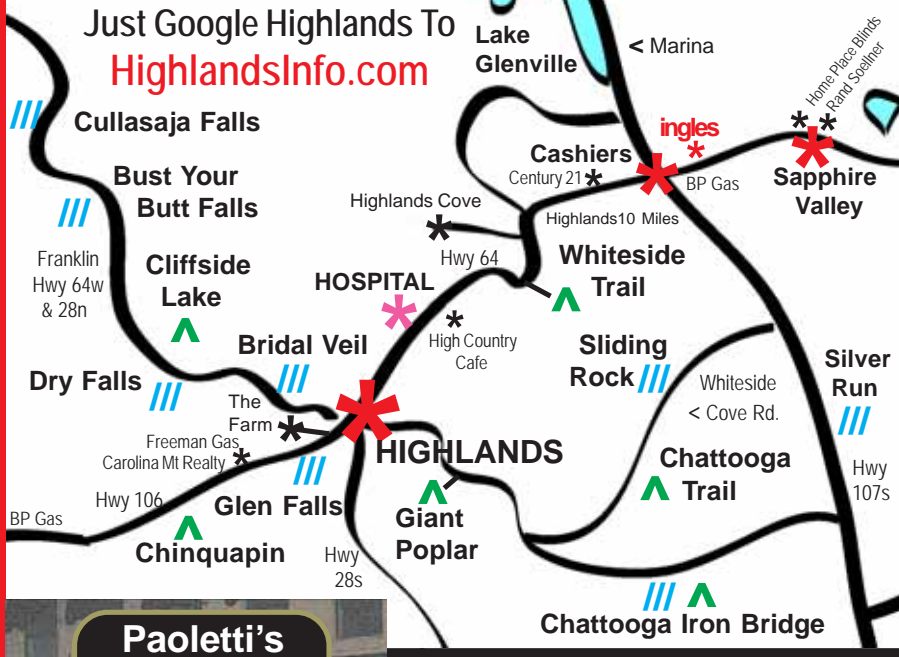 Just Google Highlands To
HighlandsInfo.com
Lake
Glenville
< Marina
Home Place Blinds
Rand Soellner
Cullasaja Falls
ingles
Cashiers
Century 21
BP Gas
Sapphire
Valley
Bust Your
Butt Falls
Highlands Cove
Highlands10 Miles
Franklin
Hwy 64w
& 28n
Cliffside
Lake
Hwy 64
Whiteside
Trail
HOSPITAL
High Country
Cafe
Bridal Veil
Sliding
Rock
Silver
Run
Dry Falls
Whiteside
< Cove Rd.
The
Farm
Freeman Gas
Carolina Mt Realty
HIGHLANDS
Chattooga
Trail
Hwy
107s
Hwy 106
Glen Falls
BP Gas
Giant
Poplar
Chinquapin
Hwy
28s
Chattooga Iron Bridge
Paoletti's